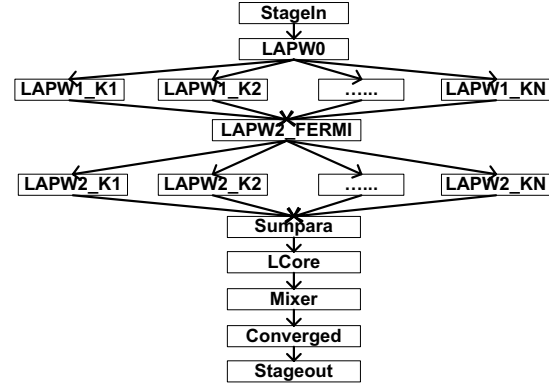 StageIn
LAPW0
LAPW1_K1 LAPW1_K2 ...... LAPW1_KN
LAPW2_FERMI
LAPW2_K1 LAPW2_K2 ...... LAPW2_KN
Sumpara
LCore
Mixer
Converged
Stageout